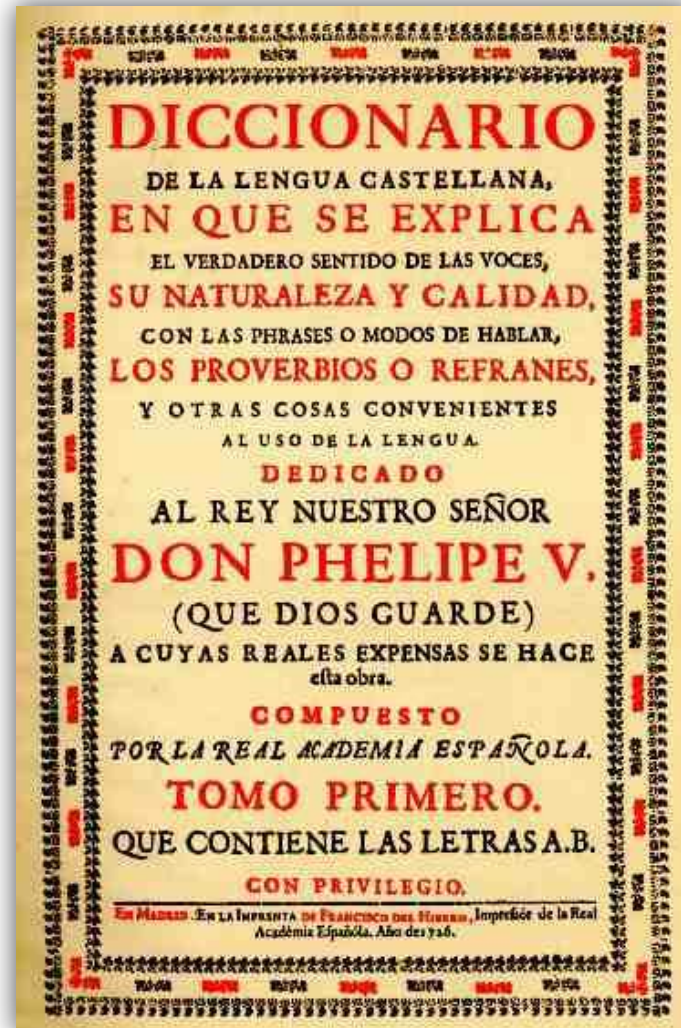 DICCIONARIO
DE LA LENGUA CASTELLANA,
EN QUE SE EXPLICA
EL VERDADERO SENTIDO DE LAS VOCES,
SU NATURALEZA Y CALIDAD,
CON LAS PHRASES O MODOS DE HABLAR,
LOS PROVERBIOS O REFRANES,
Y OTRAS COSAS CONVENIENTES
AL USO DE LA LENGUA.
DEDICADO
AL REY NUESTRO SEÑOR
DON PHELIPE V.
(QUE DIOS GUARDE)
A CUYAS REALES EXPENSAS SE HACE
eſta obra.
COMPUESTO
POR LA REAL ACADEMIA ESPAÑOLA.
TOMO PRIMERO.
QUE CONTIENE LAS LETRAS A.B.
CON PRIVILEGIO.
EN MADRID. EN LA IMPRENTA DE FRANCISCO DEL HIERRO, Impreſſòr de la Real
Acadèmia Eſpañòla. Año de 1726.